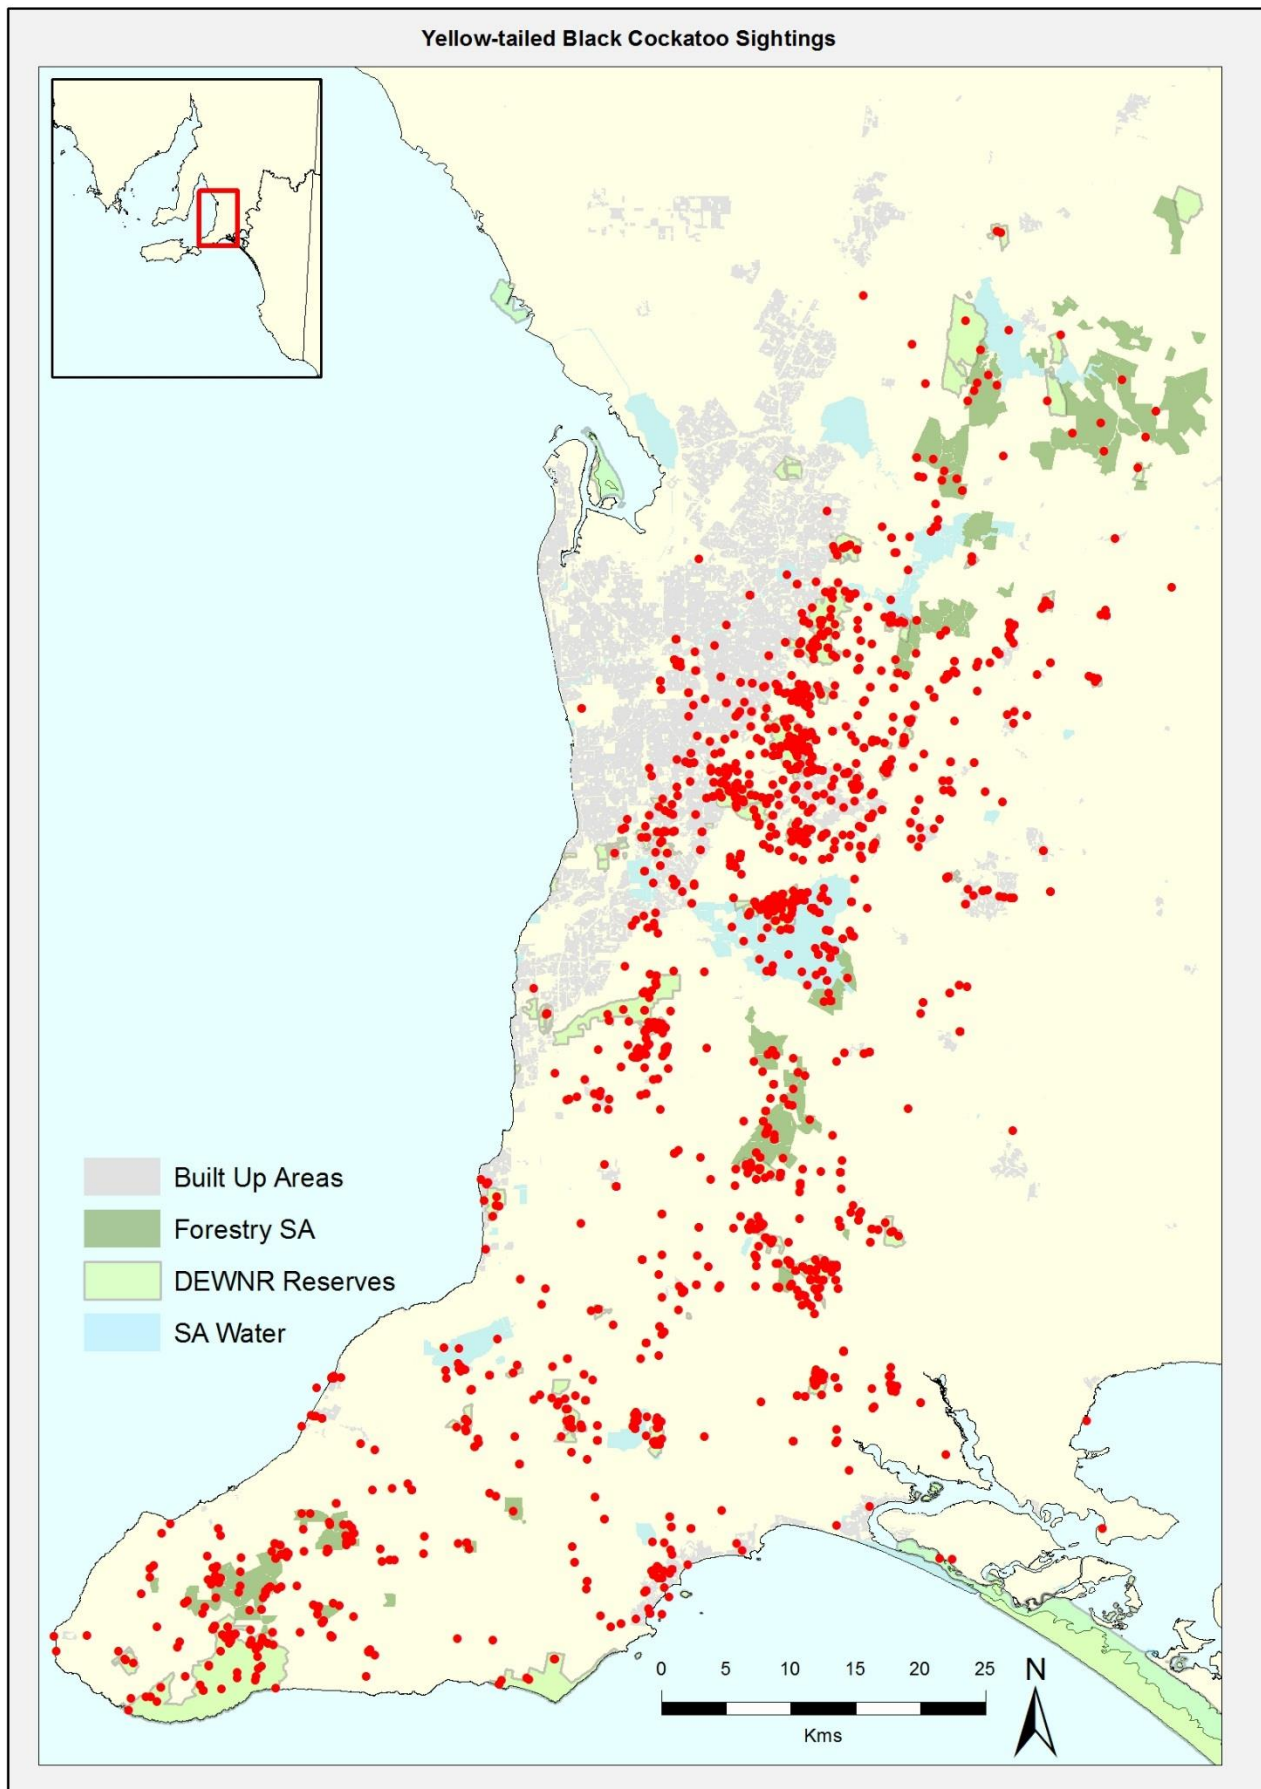 Yellow-tailed Black Cockatoo Sightings
Built Up Areas
Forestry SA
DEWNR Reserves
SA Water
0 5 10 15 20 25
Kms
N